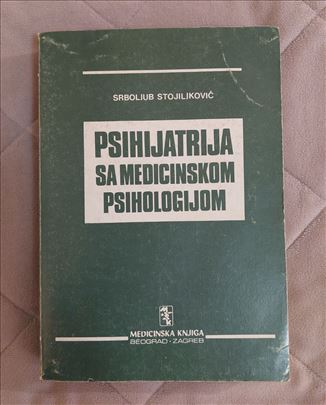 SRBOLJUB STOJILJKOVIĆ
PSIHIJATRIJA
SA MEDICINSKOM
PSIHOLOGIJOM
MEDICINSKA KNJIGA
BEOGRAD · ZAGREB